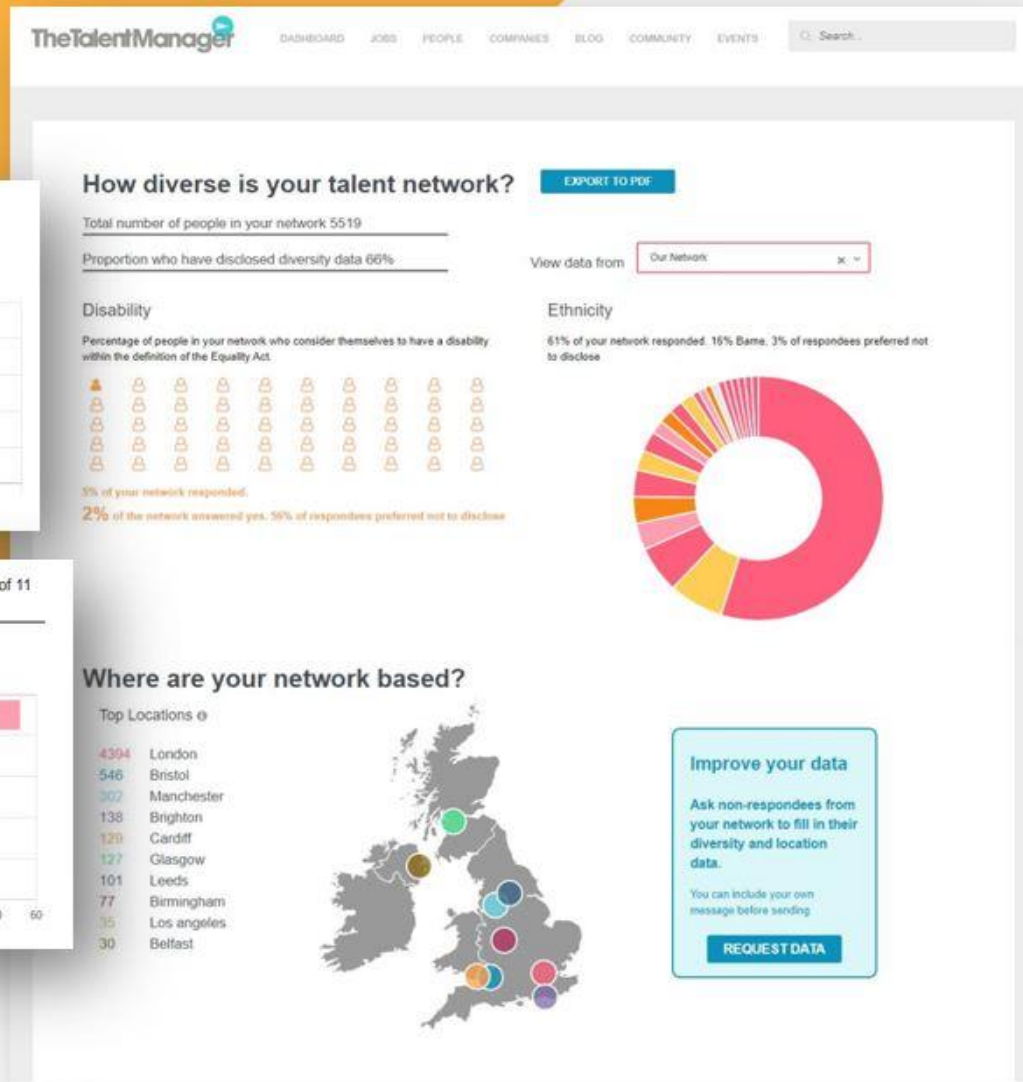 TheTalentManager
DASHBOARD JOBS PEOPLE COMPANIES BLOG COMMUNITY EVENTS Search...
How diverse is your talent network? EXPORT TO PDF
Total number of people in your network 5519
Proportion who have disclosed diversity data 66%
View data from Our Network
Disability
Percentage of people in your network who consider themselves to have a disability
within the definition of the Equality Act.
5% of your network responded.
2% of the network answered yes. 56% of respondees preferred not to disclose
Ethnicity
61% of your network responded. 16% Bame, 3% of respondees preferred not
to disclose
of 11
60
Where are your network based?
Top Locations
4394 London
546 Bristol
302 Manchester
138 Brighton
129 Cardiff
127 Glasgow
101 Leeds
77 Birmingham
35 Los angeles
30 Belfast
Improve your data
Ask non-respondees from
your network to fill in their
diversity and location
data.
You can include your own
message before sending
REQUEST DATA